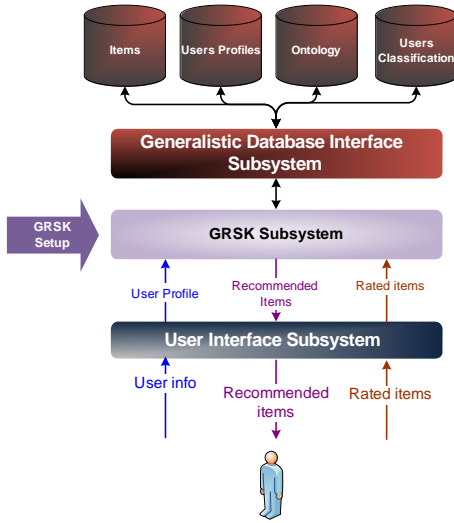 Items
Users Profiles
Ontology
Users
Classification
Generalistic Database Interface
Subsystem
GRSK
Setup
GRSK Subsystem
User Profile
Recommended
Items
Rated items
User Interface Subsystem
User info
Recommended
items
Rated items